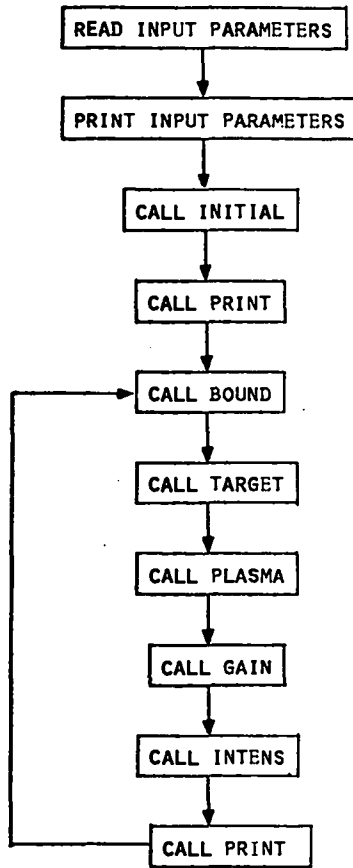 READ INPUT PARAMETERS
PRINT INPUT PARAMETERS
CALL INITIAL
CALL PRINT
CALL BOUND
CALL TARGET
CALL PLASMA
CALL GAIN
CALL INTENS
CALL PRINT